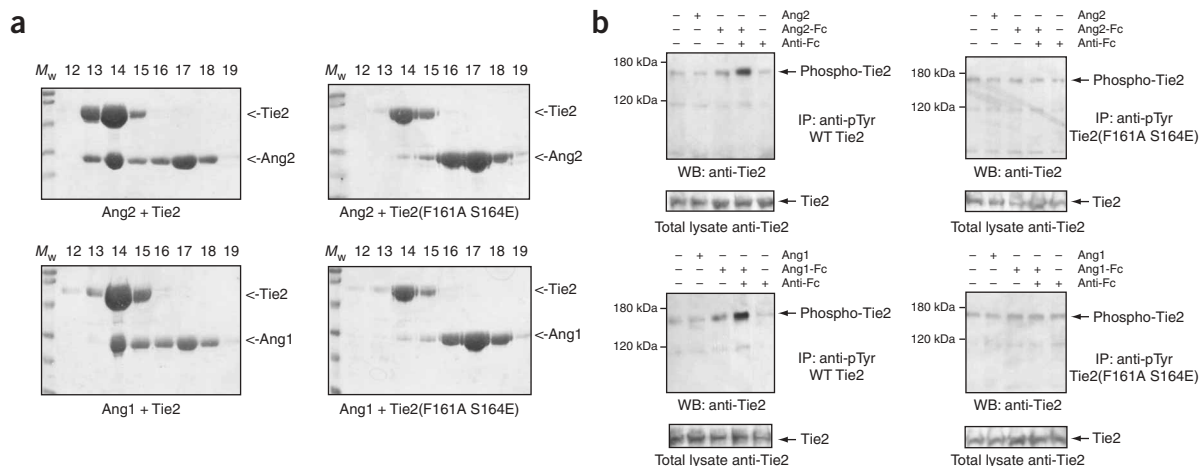 a
Mw 12 13 14 15 16 17 18 19
<-Tie2
<-Ang2
Ang2 + Tie2
Mw 12 13 14 15 16 17 18 19
<-Tie2
<-Ang2
Ang2 + Tie2(F161A S164E)
Mw 12 13 14 15 16 17 18 19
<-Tie2
<-Ang1
Ang1 + Tie2
Mw 12 13 14 15 16 17 18 19
<-Tie2
<-Ang1
Ang1 + Tie2(F161A S164E)
b
– + – – – Ang2
– – + + – Ang2-Fc
– – – + + Anti-Fc
180 kDa
Phospho-Tie2
120 kDa
IP: anti-pTyr
WT Tie2
WB: anti-Tie2
Tie2
Total lysate anti-Tie2
– + – – – Ang2
– – + + – Ang2-Fc
– – – + + Anti-Fc
180 kDa
Phospho-Tie2
120 kDa
IP: anti-pTyr
Tie2(F161A S164E)
WB: anti-Tie2
Tie2
Total lysate anti-Tie2
– + – – – Ang1
– – + + – Ang1-Fc
– – – + + Anti-Fc
180 kDa
Phospho-Tie2
120 kDa
IP: anti-pTyr
WT Tie2
WB: anti-Tie2
Tie2
Total lysate anti-Tie2
– + – – – Ang1
– – + + – Ang1-Fc
– – – + + Anti-Fc
180 kDa
Phospho-Tie2
120 kDa
IP: anti-pTyr
Tie2(F161A S164E)
WB: anti-Tie2
Tie2
Total lysate anti-Tie2